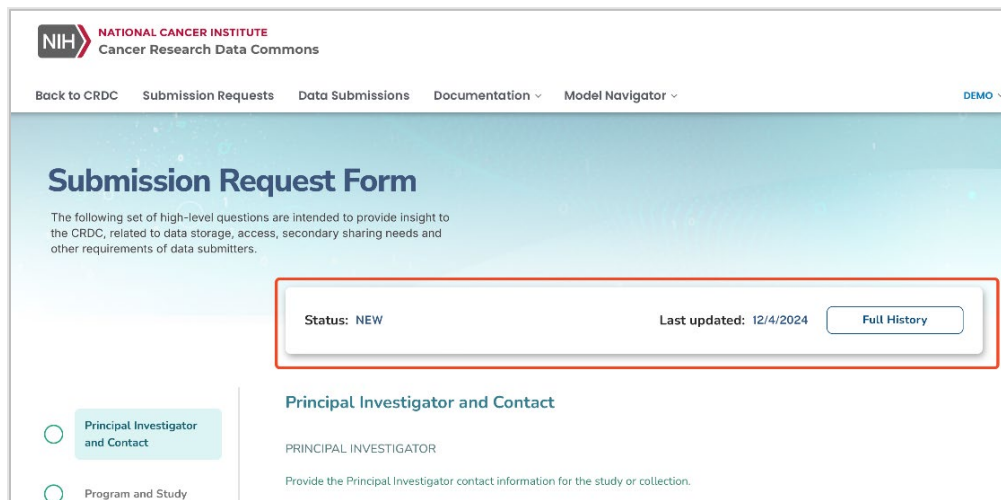 NIH
NATIONAL CANCER INSTITUTE
Cancer Research Data Commons
Back to CRDC Submission Requests Data Submissions Documentation Model Navigator DEMO
Submission Request Form
The following set of high-level questions are intended to provide insight to
the CRDC, related to data storage, access, secondary sharing needs and
other requirements of data submitters.
Status: NEW Last updated: 12/4/2024 Full History
Principal Investigator
and Contact
Program and Study
Principal Investigator and Contact
PRINCIPAL INVESTIGATOR
Provide the Principal Investigator contact information for the study or collection.